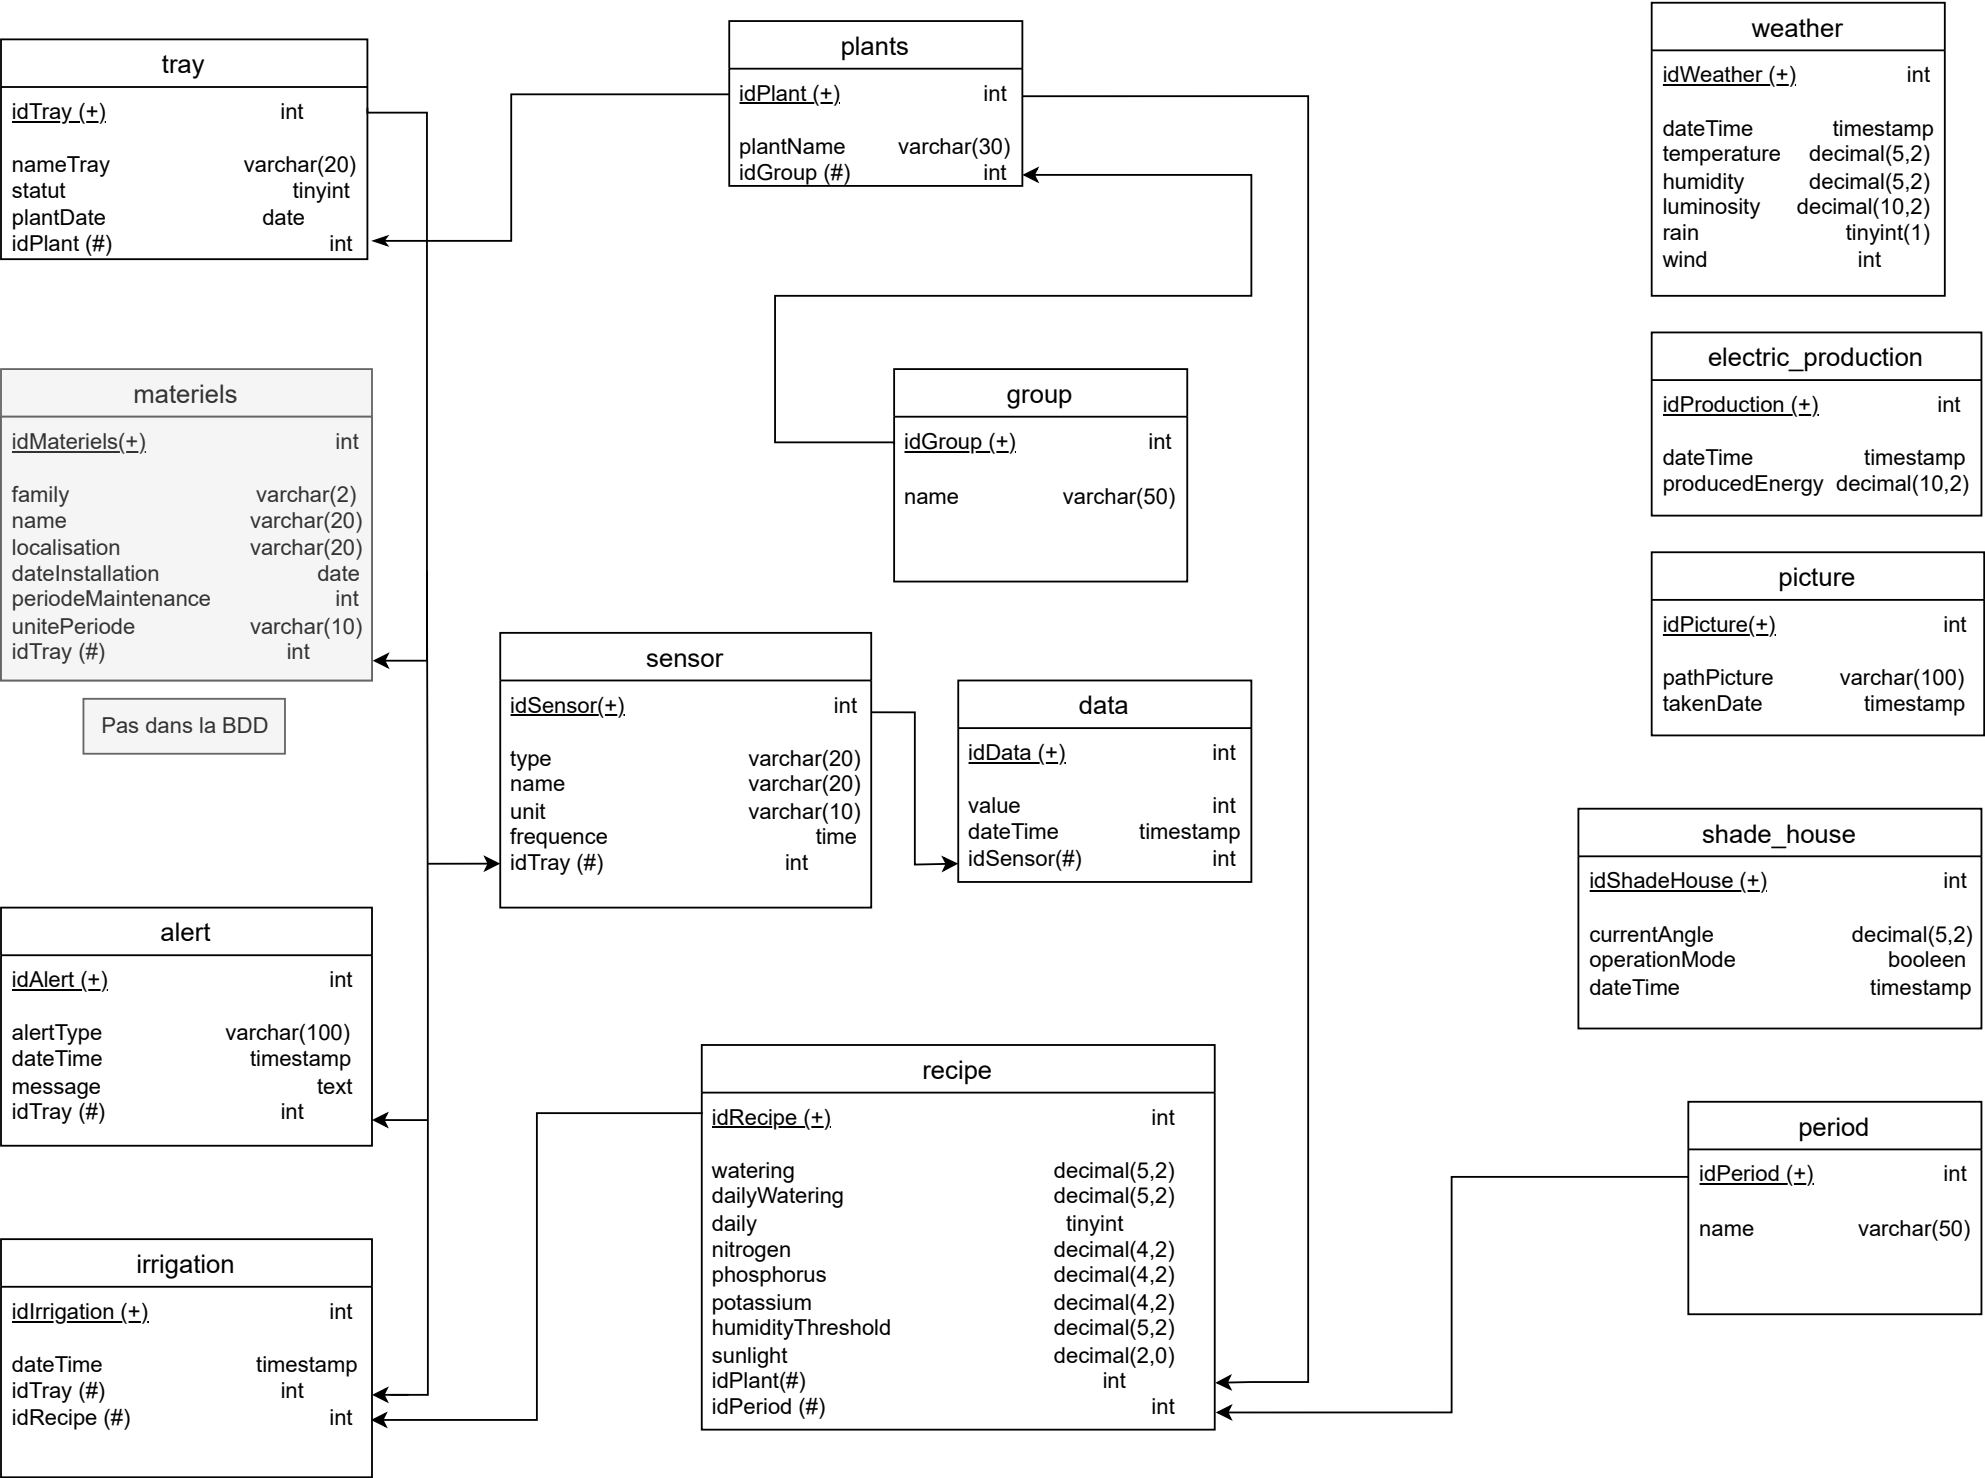 tray
idTray (+) int
nameTray varchar(20)
statut tinyint
plantDate date
idPlant (#) int
plants
idPlant (+) int
plantName varchar(30)
idGroup (#) int
weather
idWeather (+) int
dateTime timestamp
temperature decimal(5,2)
humidity decimal(5,2)
luminosity decimal(10,2)
rain tinyint(1)
wind int
materiels
idMateriels(+) int
family varchar(2)
name varchar(20)
localisation varchar(20)
dateInstallation date
periodeMaintenance int
unitePeriode varchar(10)
idTray (#) int
Pas dans la BDD
group
idGroup (+) int
name varchar(50)
electric_production
idProduction (+) int
dateTime timestamp
producedEnergy decimal(10,2)
picture
idPicture(+) int
pathPicture varchar(100)
takenDate timestamp
sensor
idSensor(+) int
type varchar(20)
name varchar(20)
unit varchar(10)
frequence time
idTray (#) int
data
idData (+) int
value int
dateTime timestamp
idSensor(#) int
shade_house
idShadeHouse (+) int
currentAngle decimal(5,2)
operationMode booleen
dateTime timestamp
alert
idAlert (+) int
alertType varchar(100)
dateTime timestamp
message text
idTray (#) int
recipe
idRecipe (+) int
watering decimal(5,2)
dailyWatering decimal(5,2)
daily tinyint
nitrogen decimal(4,2)
phosphorus decimal(4,2)
potassium decimal(4,2)
humidityThreshold decimal(5,2)
sunlight decimal(2,0)
idPlant(#) int
idPeriod (#) int
period
idPeriod (+) int
name varchar(50)
irrigation
idIrrigation (+) int
dateTime timestamp
idTray (#) int
idRecipe (#) int